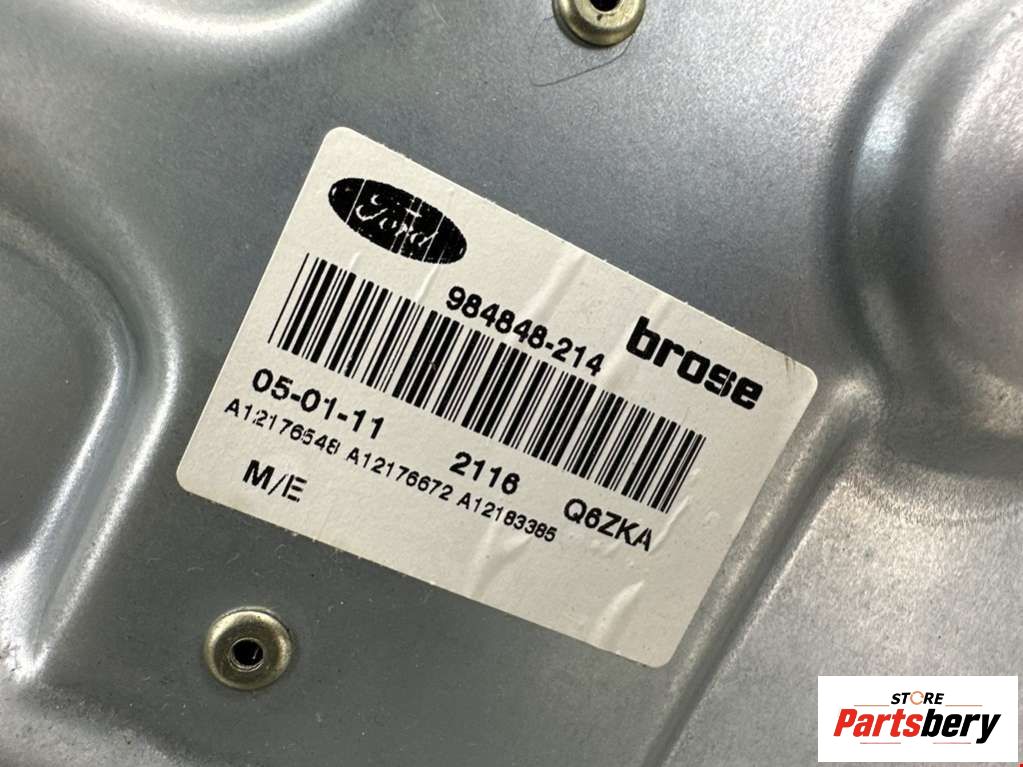 Ford
984848-214
brose
05-01-11
2116
Q6ZKA
A12176548 A12176672 A12183385
M/E
STORE
Partsbery